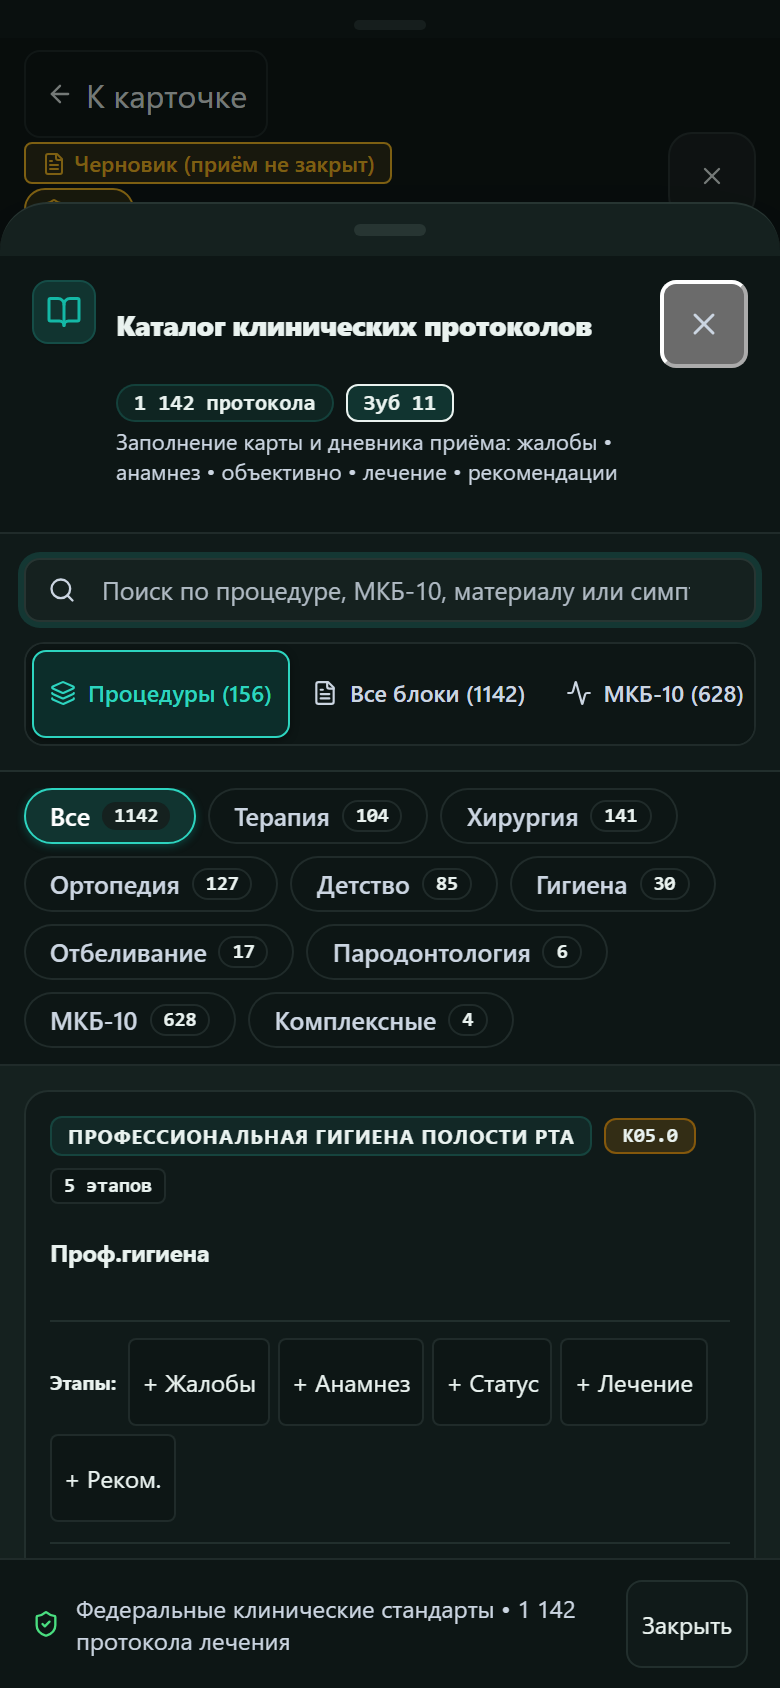 К карточке
Черновик (приём не закрыт)
Каталог клинических протоколов
1 142 протокола
Зуб 11
Заполнение карты и дневника приёма: жалобы •
анамнез • объективно • лечение • рекомендации
Поиск по процедуре, МКБ-10, материалу или симп
Процедуры (156)
Все блоки (1142)
МКБ-10 (628)
Все 1142
Терапия 104
Хирургия 141
Ортопедия 127
Детство 85
Гигиена 30
Отбеливание 17
Пародонтология 6
МКБ-10 628
Комплексные 4
ПРОФЕССИОНАЛЬНАЯ ГИГИЕНА ПОЛОСТИ РТА
K05.0
5 этапов
Проф.гигиена
Этапы:
+ Жалобы
+ Анамнез
+ Статус
+ Лечение
+ Реком.
Федеральные клинические стандарты • 1 142
протокола лечения
Закрыть